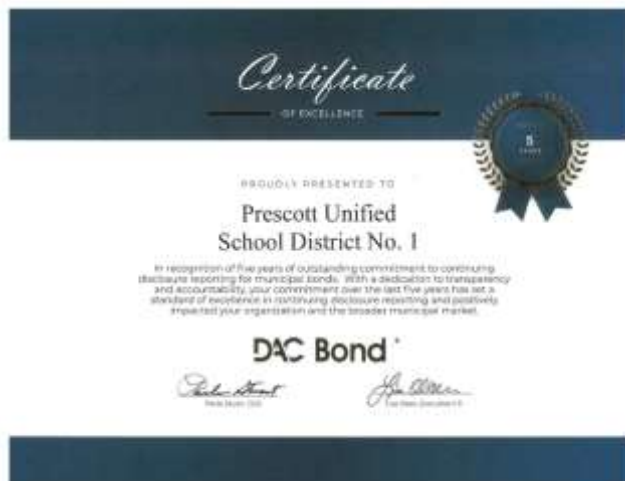 Certificate
OF EXCELLENCE
5
YEARS
PROUDLY PRESENTED TO
Prescott Unified
School District No. 1
In recognition of five years of outstanding commitment to continuing
disclosure reporting for municipal bonds. With a dedication to transparency
and accountability, your commitment over the last five years has set a
standard of excellence in continuing disclosure reporting and positively
impacted your organization and the broader municipal market.
DAC Bond